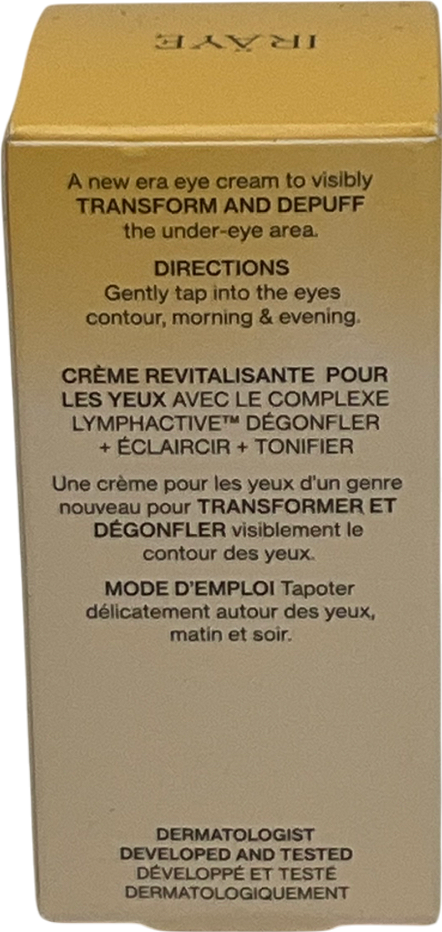 IRÄYE
A new era eye cream to visibly
TRANSFORM AND DEPUFF
the under-eye area.
DIRECTIONS
Gently tap into the eyes
contour, morning & evening.
CRÈME REVITALISANTE POUR
LES YEUX AVEC LE COMPLEXE
LYMPHACTIVE™ DÉGONFLER
+ ÉCLAIRCIR + TONIFIER
Une crème pour les yeux d'un genre
nouveau pour TRANSFORMER ET
DÉGONFLER visiblement le
contour des yeux.
MODE D'EMPLOI Tapoter
délicatement autour des yeux,
matin et soir.
DERMATOLOGIST
DEVELOPED AND TESTED
DÉVELOPPÉ ET TESTÉ
DERMATOLOGIQUEMENT